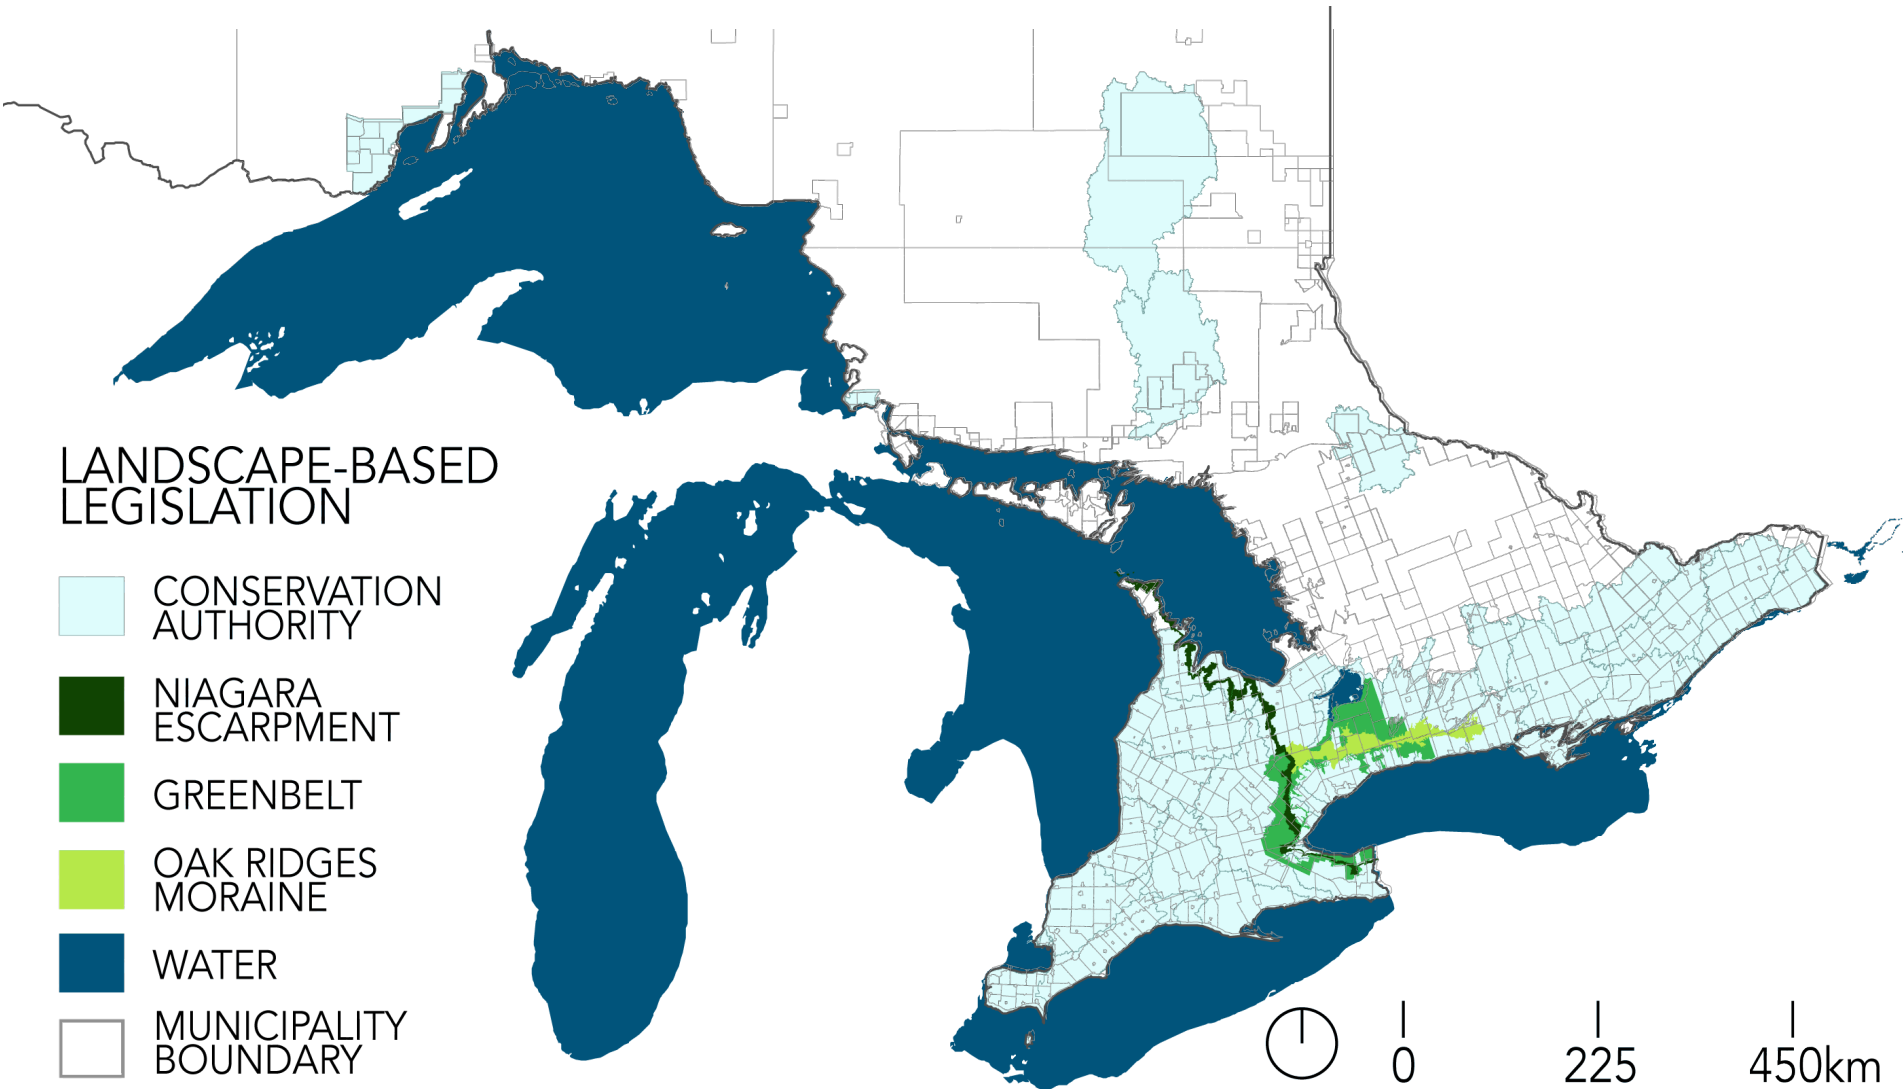 LANDSCAPE-BASED
LEGISLATION
CONSERVATION
AUTHORITY
NIAGARA
ESCARPMENT
GREENBELT
OAK RIDGES
MORAINE
WATER
MUNICIPALITY
BOUNDARY
0 225 450km